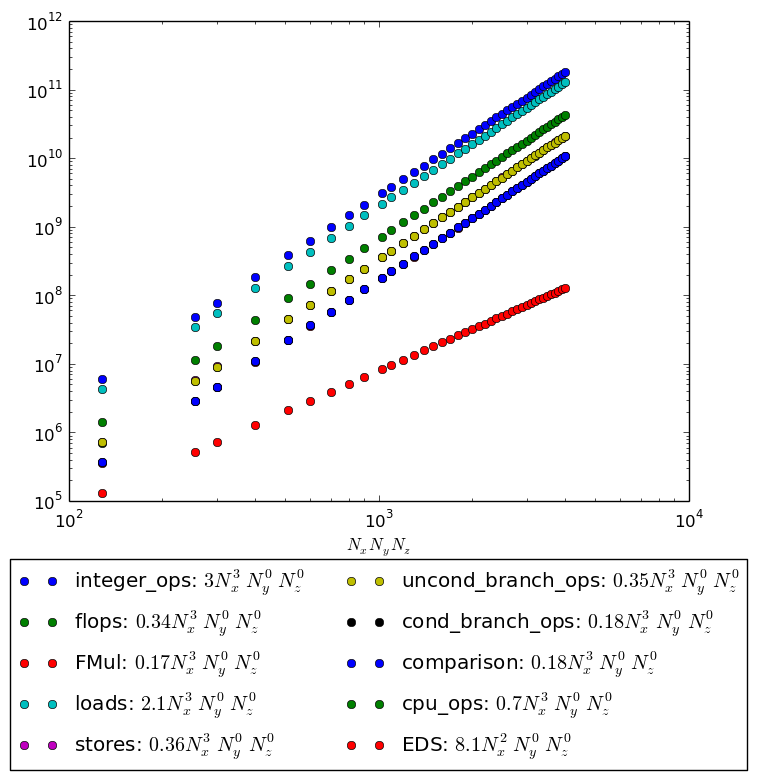 10^12
10^11
10^10
10^9
10^8
10^7
10^6
10^5
10^2 10^3 10^4
N_x N_y N_z
integer_ops: 3N_x^3 N_y^0 N_z^0
flops: 0.34N_x^3 N_y^0 N_z^0
FMul: 0.17N_x^3 N_y^0 N_z^0
loads: 2.1N_x^3 N_y^0 N_z^0
stores: 0.36N_x^3 N_y^0 N_z^0
uncond_branch_ops: 0.35N_x^3 N_y^0 N_z^0
cond_branch_ops: 0.18N_x^3 N_y^0 N_z^0
comparison: 0.18N_x^3 N_y^0 N_z^0
cpu_ops: 0.7N_x^3 N_y^0 N_z^0
EDS: 8.1N_x^2 N_y^0 N_z^0